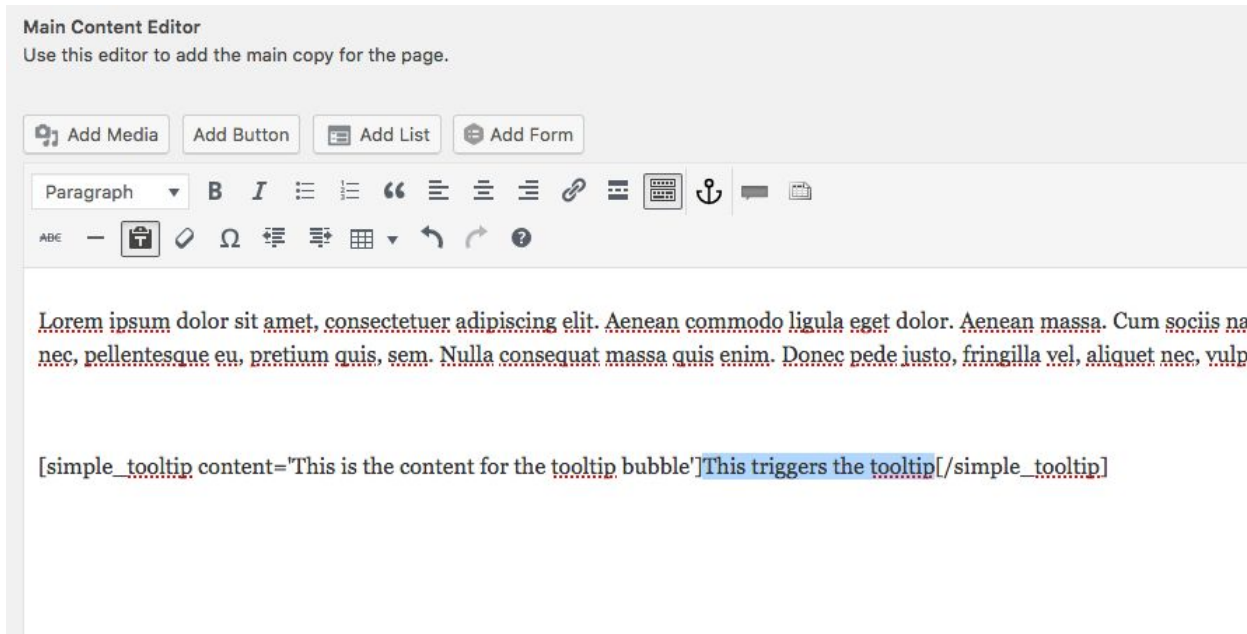 Main Content Editor
Use this editor to add the main copy for the page.
Add Media Add Button Add List Add Form
Paragraph B I
ABC Ω
Lorem ipsum dolor sit amet, consectetuer adipiscing elit. Aenean commodo ligula eget dolor. Aenean massa. Cum sociis na
nec, pellentesque eu, pretium quis, sem. Nulla consequat massa quis enim. Donec pede justo, fringilla vel, aliquet nec, vulp
[simple_tooltip content='This is the content for the tooltip bubble']This triggers the tooltip[/simple_tooltip]